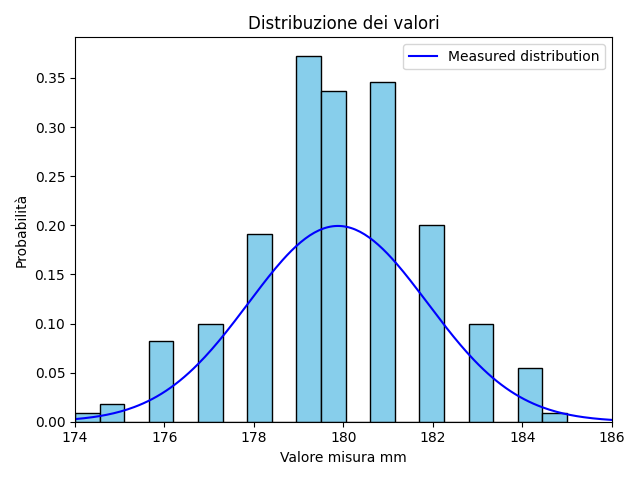 Distribuzione dei valori
Measured distribution
Probabilità
0.35
0.30
0.25
0.20
0.15
0.10
0.05
0.00
174 176 178 180 182 184 186
Valore misura mm